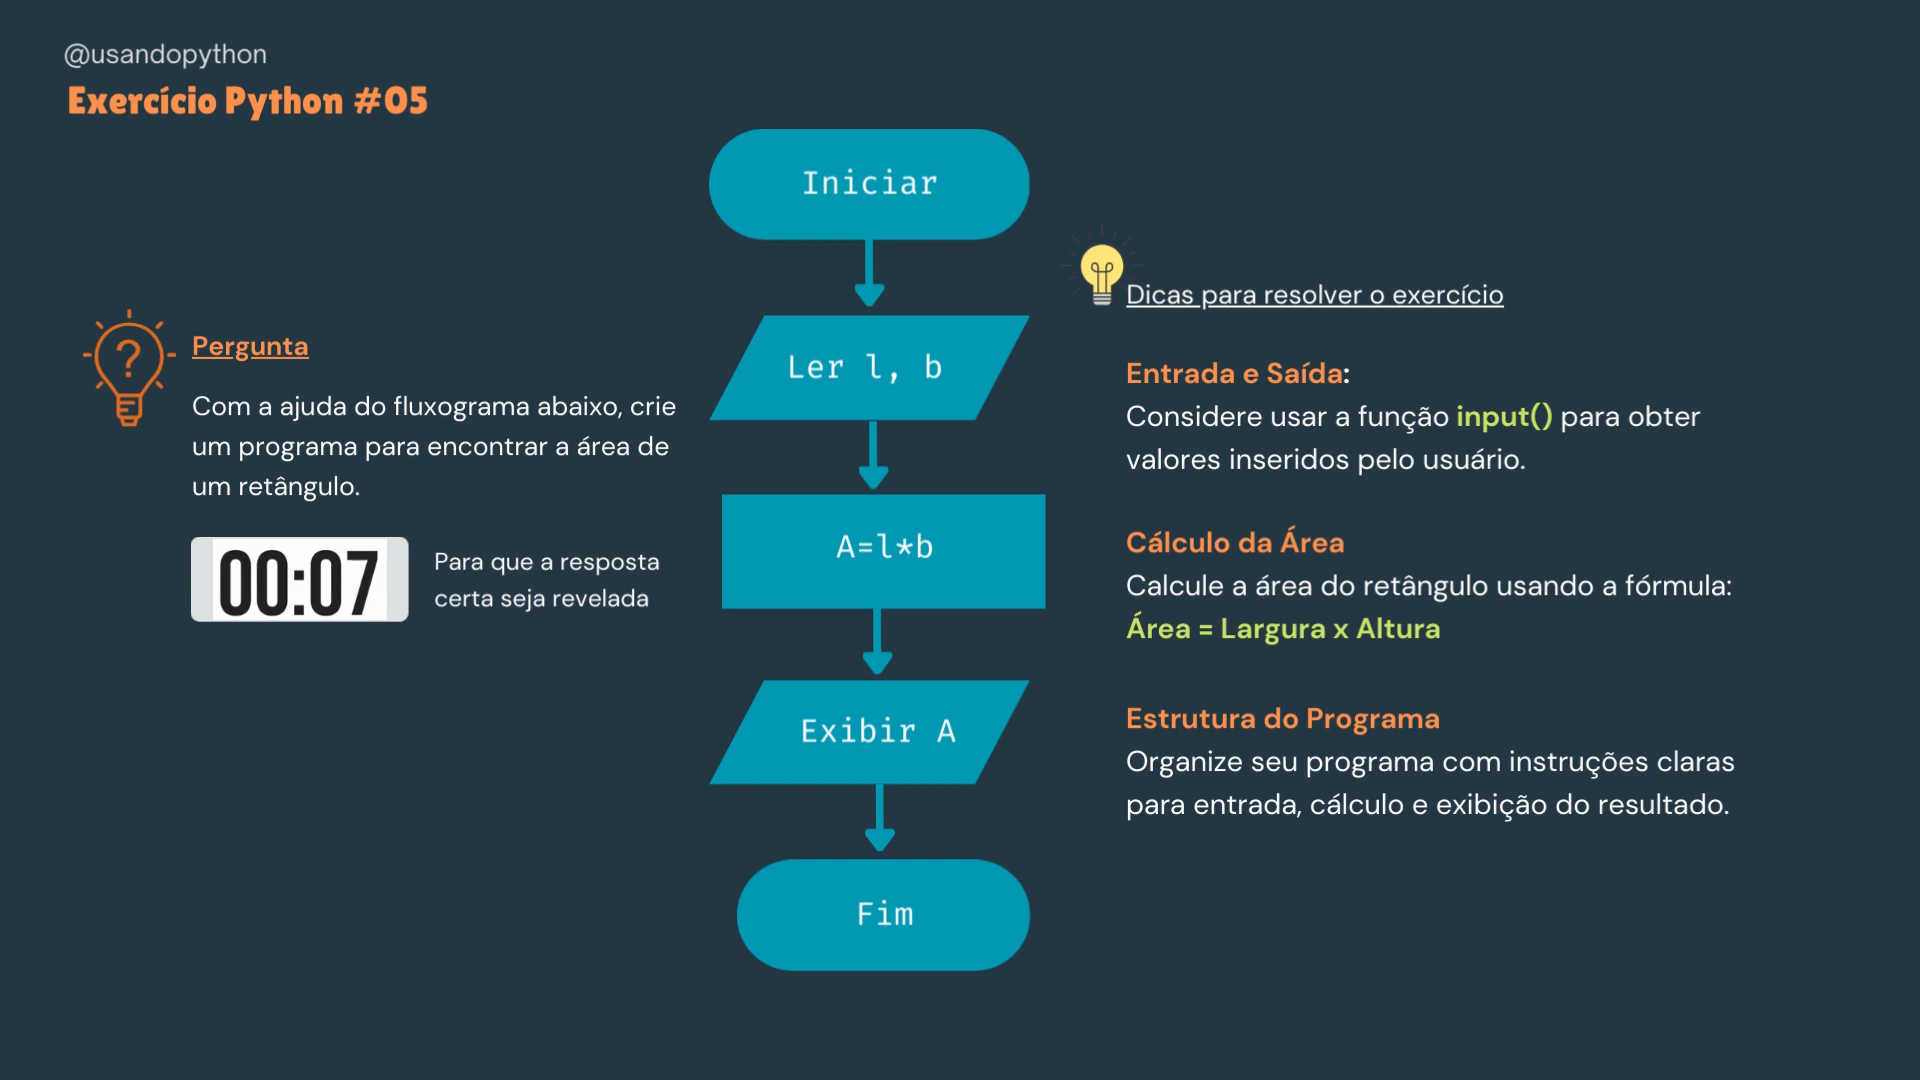 @usandopython
Exercício Python #05
Pergunta
Com a ajuda do fluxograma abaixo, crie
um programa para encontrar a área de
um retângulo.
00:07
Para que a resposta
certa seja revelada
Iniciar
Ler l, b
A=l*b
Exibir A
Fim
Dicas para resolver o exercício
Entrada e Saída:
Considere usar a função input() para obter
valores inseridos pelo usuário.
Cálculo da Área
Calcule a área do retângulo usando a fórmula:
Área = Largura x Altura
Estrutura do Programa
Organize seu programa com instruções claras
para entrada, cálculo e exibição do resultado.